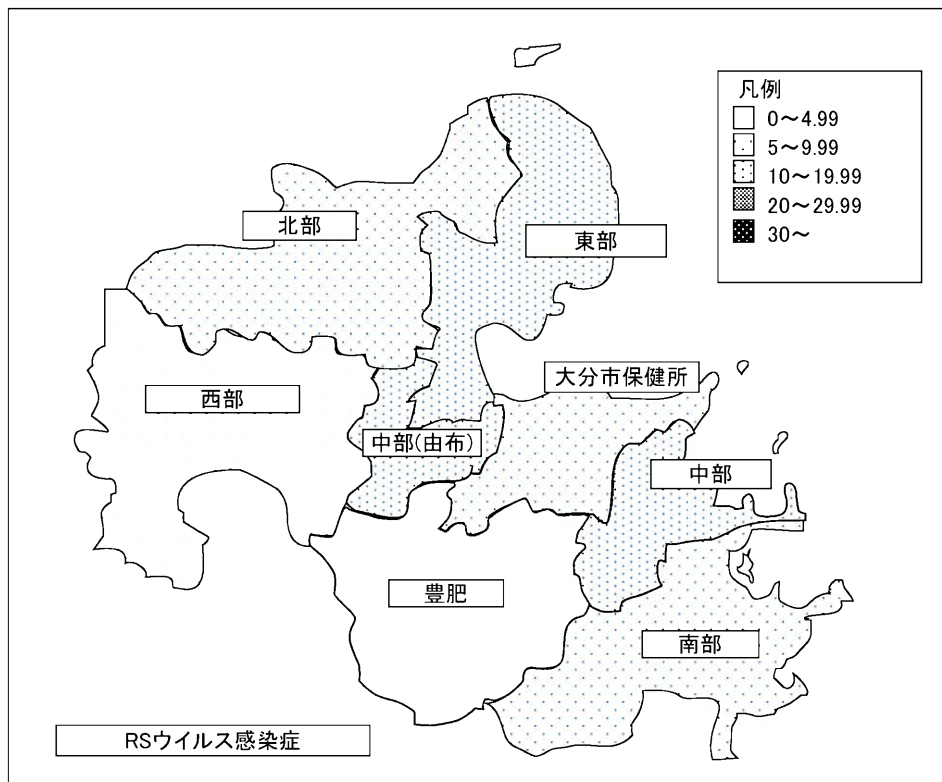 凡例
0～4.99
5～9.99
10～19.99
20～29.99
30～
北部
東部
大分市保健所
西部
中部(由布)
中部
豊肥
南部
RSウイルス感染症